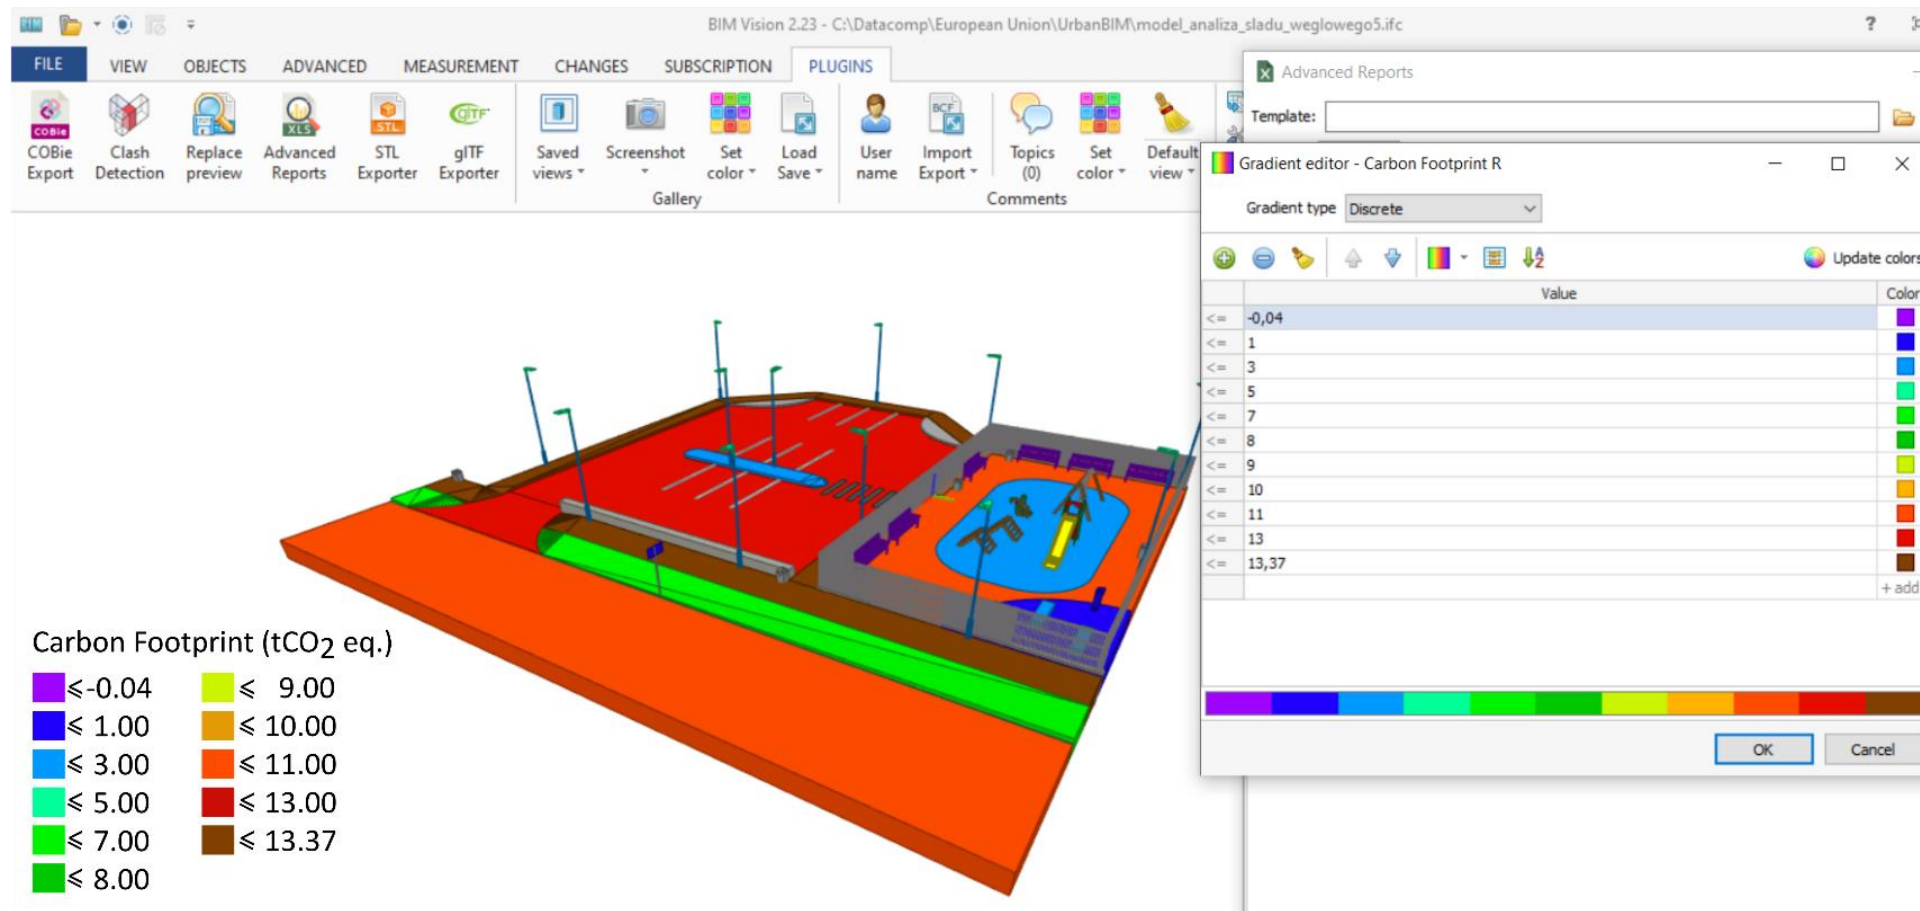 BIM Vision 2.23 - C:\Datacomp\European Union\UrbanBIM\model_analiza_sladu_weglowego5.ifc
?
FILE VIEW OBJECTS ADVANCED MEASUREMENT CHANGES SUBSCRIPTION PLUGINS
COBie Export
Clash Detection
Replace preview
XLS
Advanced Reports
STL
STL Exporter
glTF
glTF Exporter
Saved views
Screenshot
Set color
Load Save
User name
BCF
Import Export
Topics (0)
Set color
Default view
Gallery
Comments
Advanced Reports
Template:
Gradient editor - Carbon Footprint R
Gradient type Discrete
Update colors
Value Color
<= -0,04
<= 1
<= 3
<= 5
<= 7
<= 8
<= 9
<= 10
<= 11
<= 13
<= 13,37
+ add
OK Cancel
Carbon Footprint (tCO2 eq.)
⩽-0.04
⩽ 1.00
⩽ 3.00
⩽ 5.00
⩽ 7.00
⩽ 8.00
⩽ 9.00
⩽ 10.00
⩽ 11.00
⩽ 13.00
⩽ 13.37